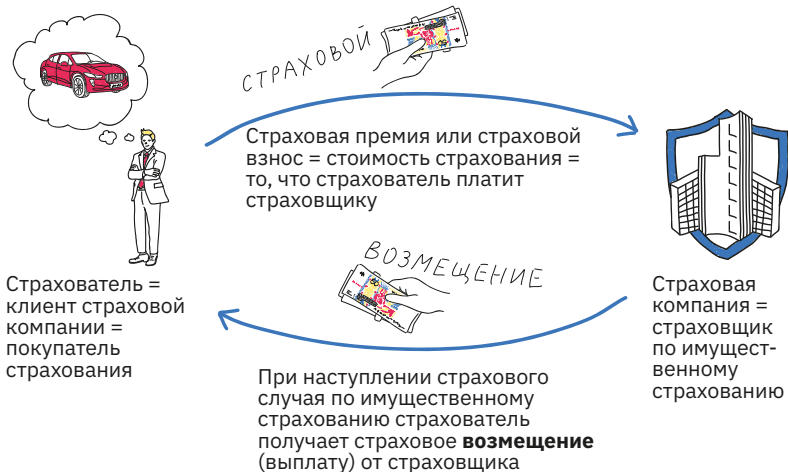 СТРАХОВОЙ
Страховая премия или страховой
взнос = стоимость страхования =
то, что страхователь платит
страховщику
ВОЗМЕЩЕНИЕ
Страхователь =
клиент страховой
компании =
покупатель
страхования
Страховая
компания =
страховщик
по имущест-
венному
страхованию
При наступлении страхового
случая по имущественному
страхованию страхователь
получает страховое возмещение
(выплату) от страховщика